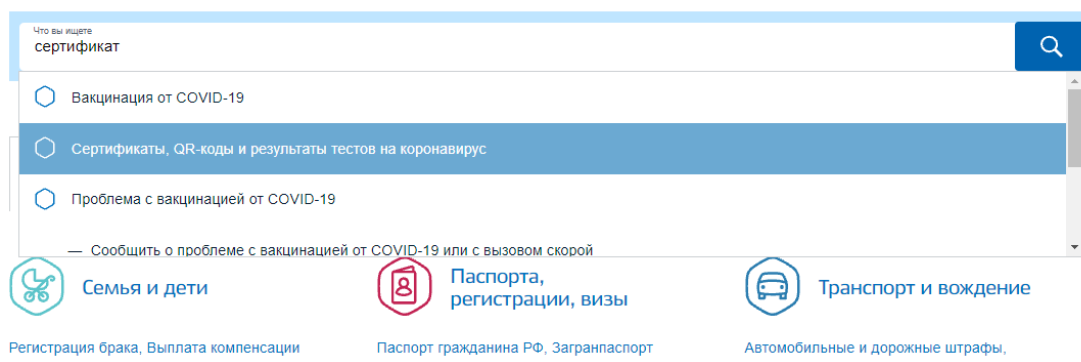 Что вы ищете
сертификат
Вакцинация от COVID-19
Сертификаты, QR-коды и результаты тестов на коронавирус
Проблема с вакцинацией от COVID-19
— Сообщить о проблеме с вакцинацией от COVID-19 или с вызовом скорой
Семья и дети
Паспорта,
регистрации, визы
Транспорт и вождение
Регистрация брака, Выплата компенсации
Паспорт гражданина РФ, Загранпаспорт
Автомобильные и дорожные штрафы,